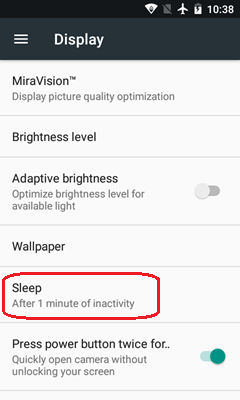 10:38
Display
MiraVision™
Display picture quality optimization
Brightness level
Adaptive brightness
Optimize brightness level for
available light
Wallpaper
Sleep
After 1 minute of inactivity
Press power button twice for..
Quickly open camera without
unlocking your screen